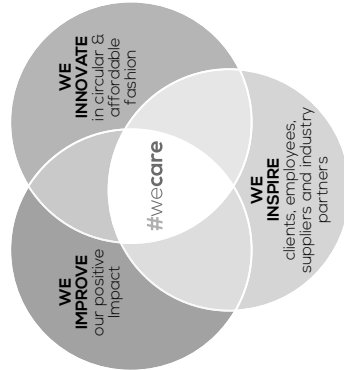 WE
IMPROVE
our positive
Impact
WE
INNOVATE
in circular &
affordable
fashion
#wecare
WE
INSPIRE
clients, employees,
suppliers and industry
partners